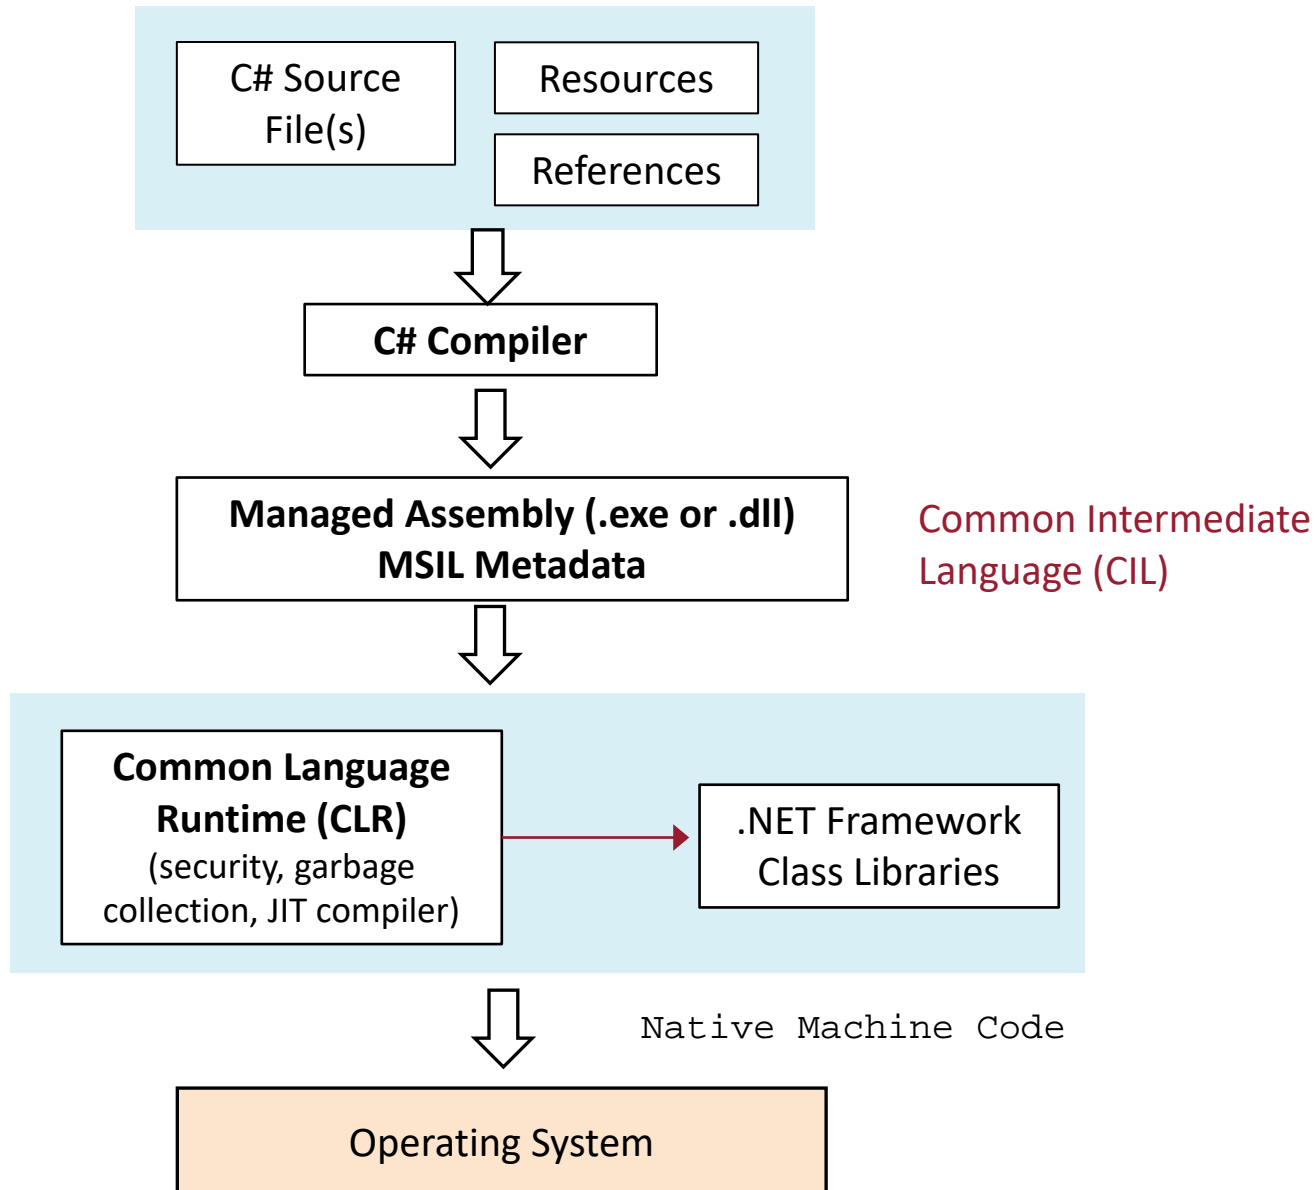 C# Source
File(s)
Resources
References
C# Compiler
Managed Assembly (.exe or .dll)
MSIL Metadata
Common Intermediate
Language (CIL)
Common Language
Runtime (CLR)
(security, garbage
collection, JIT compiler)
.NET Framework
Class Libraries
Native Machine Code
Operating System